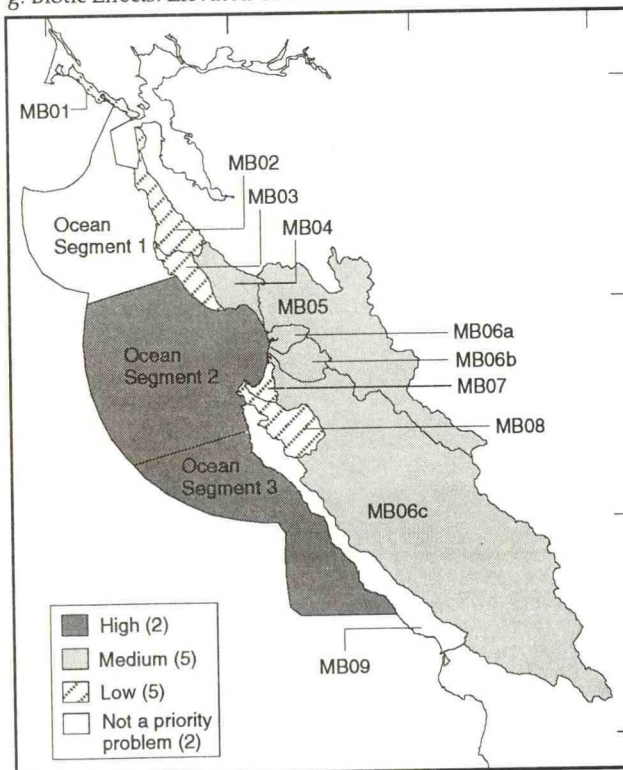 g. Biotic Effects: Elevated
MB01
MB02
MB03
MB04
Ocean
Segment 1
MB05
MB06a
MB06b
MB07
MB08
Ocean
Segment 2
Ocean
Segment 3
MB06c
MB09
High (2)
Medium (5)
Low (5)
Not a priority
problem (2)